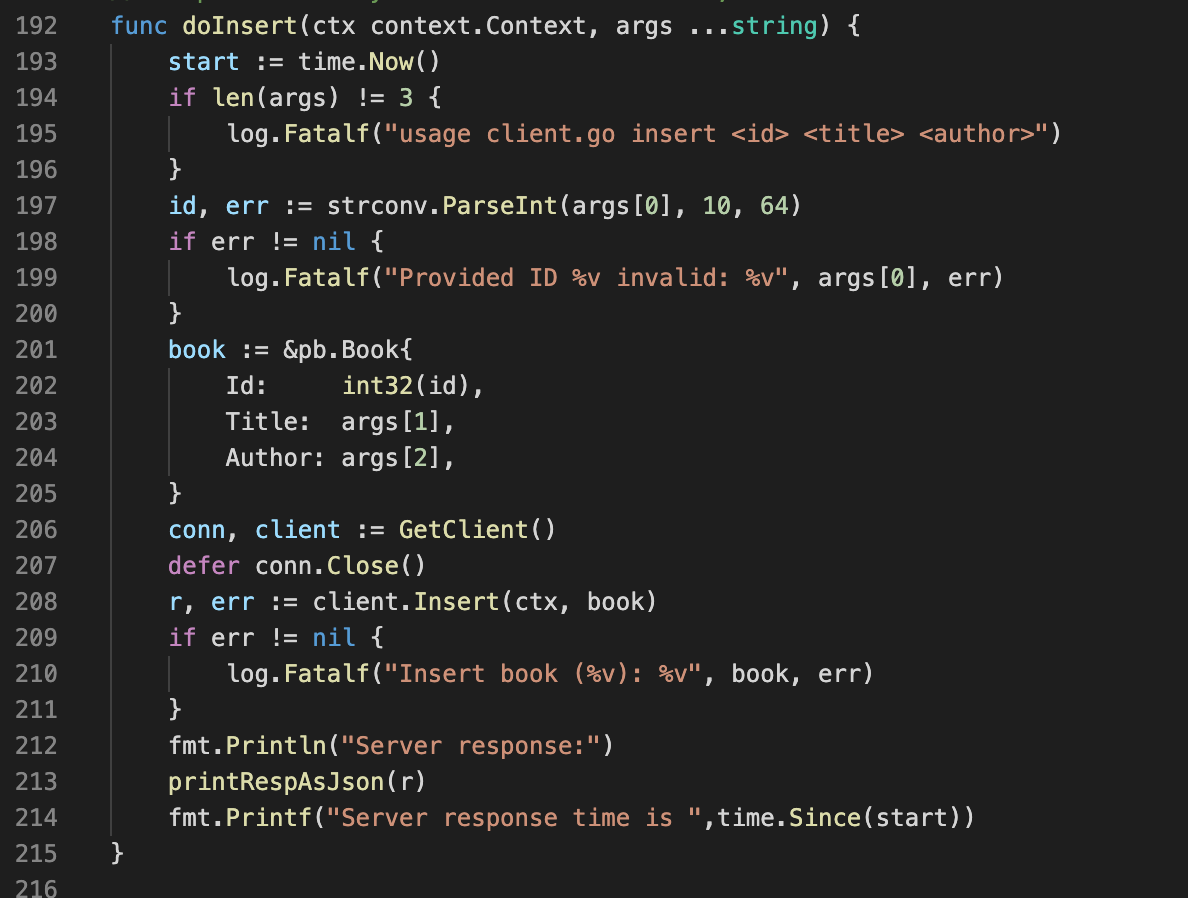 192 func doInsert(ctx context.Context, args ...string) {
193     start := time.Now()
194     if len(args) != 3 {
195         log.Fatalf("usage client.go insert <id> <title> <author>")
196     }
197     id, err := strconv.ParseInt(args[0], 10, 64)
198     if err != nil {
199         log.Fatalf("Provided ID %v invalid: %v", args[0], err)
200     }
201     book := &pb.Book{
202         Id:     int32(id),
203         Title:  args[1],
204         Author: args[2],
205     }
206     conn, client := GetClient()
207     defer conn.Close()
208     r, err := client.Insert(ctx, book)
209     if err != nil {
210         log.Fatalf("Insert book (%v): %v", book, err)
211     }
212     fmt.Println("Server response:")
213     printRespAsJson(r)
214     fmt.Printf("Server response time is ",time.Since(start))
215 }
216